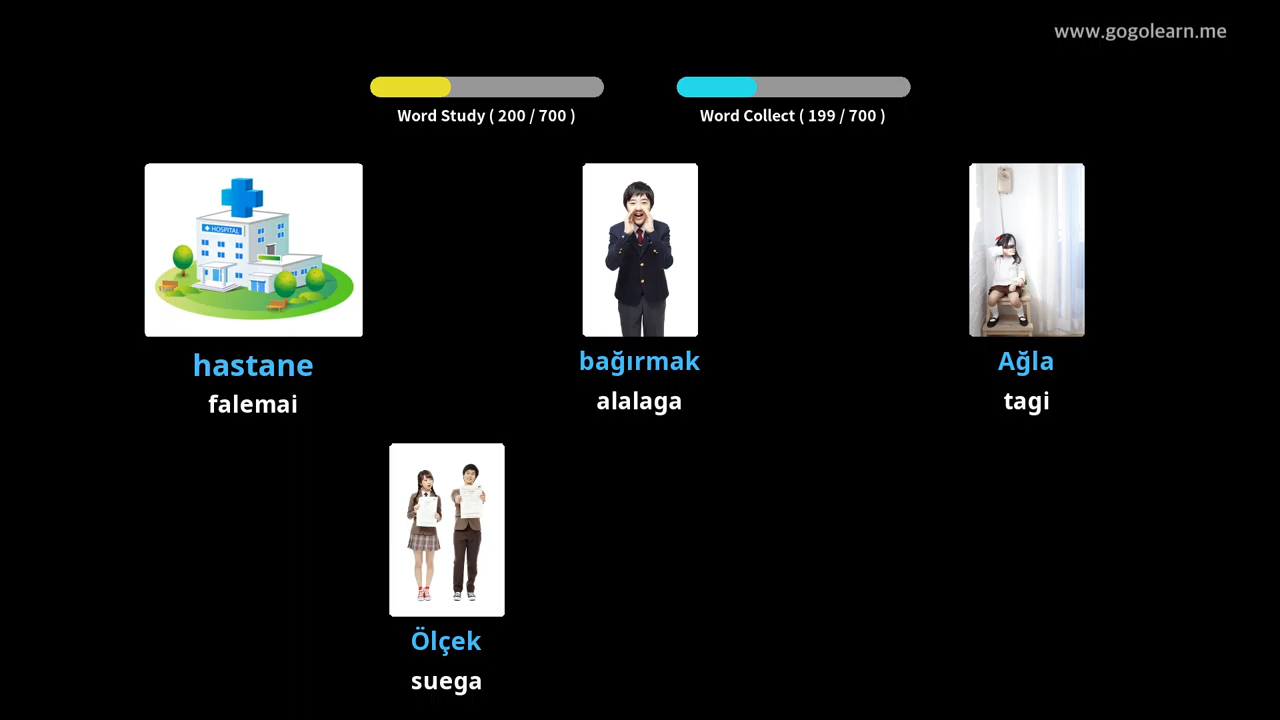 www.gogolearn.me
Word Study ( 200 / 700 )
Word Collect ( 199 / 700 )
HOSPITAL
hastane
falemai
bağırmak
alalaga
Ağla
tagi
Ölçek
suega